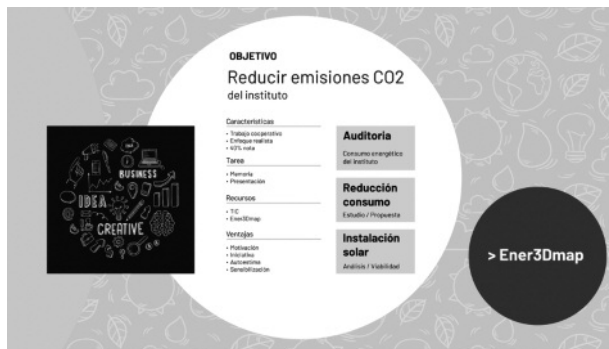 OBJETIVO
Reducir emisiones CO2
del instituto
Características
• Trabajo cooperativo
• Enfoque realista
• 40% nota
Tarea
• Memoria
• Presentación
Recursos
• TIC
• Ener3Dmap
Ventajas
• Motivación
• Iniciativa
• Autoestima
• Sensibilización
BUSINESS
IDEA
CREATIVE
Auditoria
Consumo energético
del instituto
Reducción
consumo
Estudio / Propuesta
Instalación
solar
Análisis / Viabilidad
> Ener3Dmap